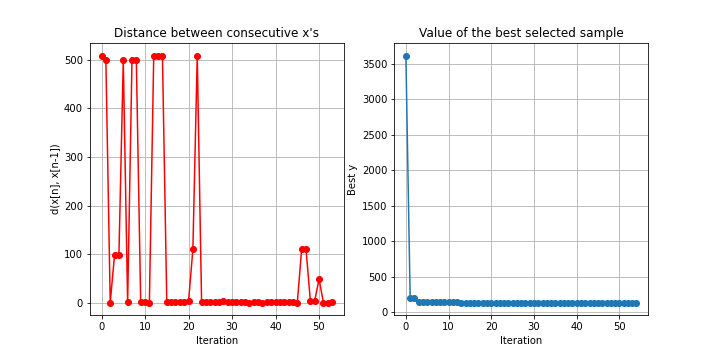 Distance between consecutive x's
d(x[n], x[n-1])
500
400
300
200
100
0
0 10 20 30 40 50
Iteration
Value of the best selected sample
Best y
3500
3000
2500
2000
1500
1000
500
0
0 10 20 30 40 50
Iteration